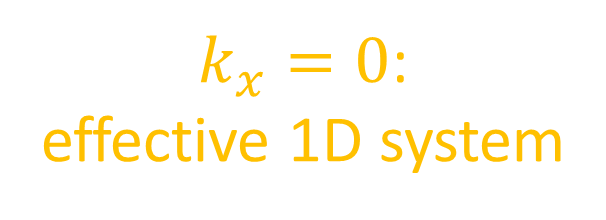 kₓ = 0:
effective 1D system